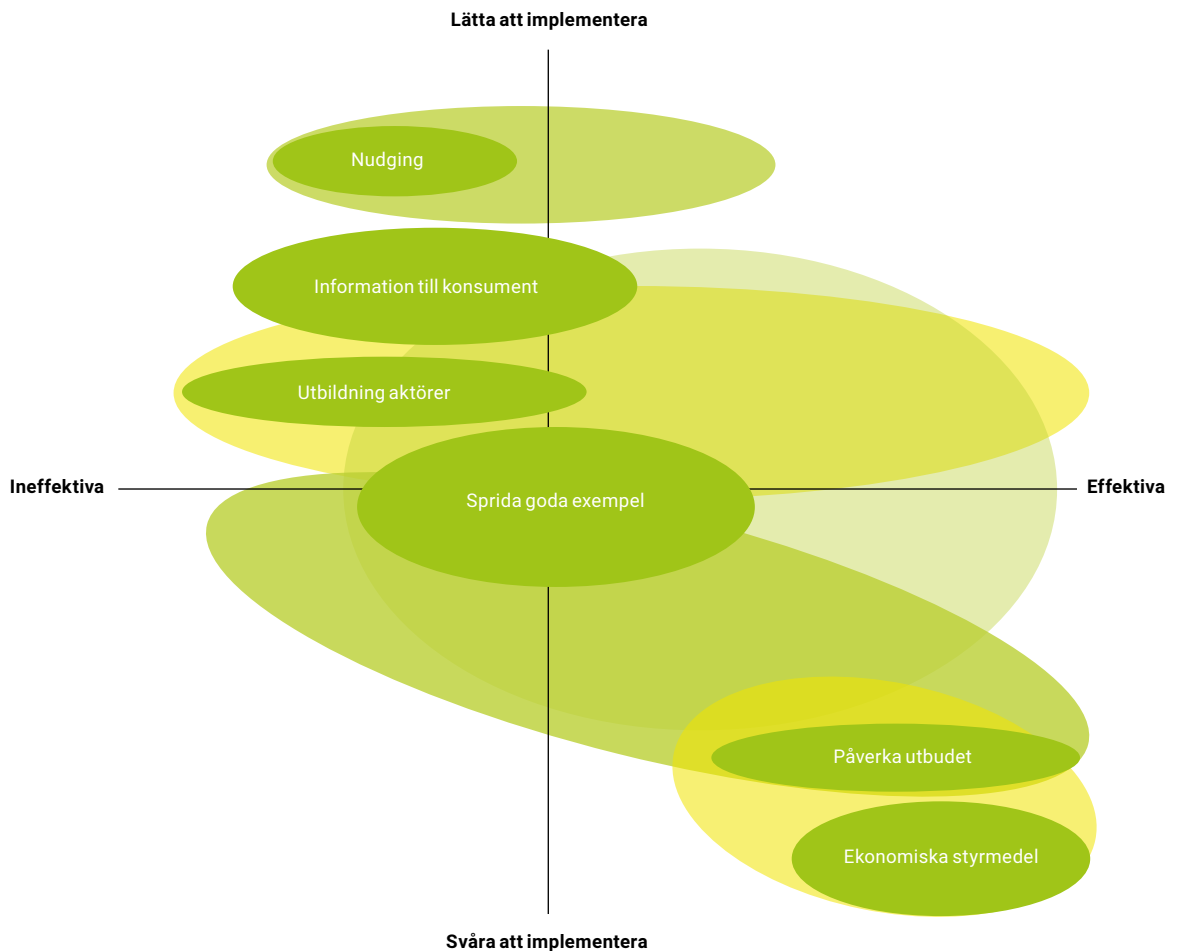 Lätta att implementera
Nudging
Information till konsument
Utbildning aktörer
Ineffektiva
Effektiva
Sprida goda exempel
Påverka utbudet
Ekonomiska styrmedel
Svåra att implementera